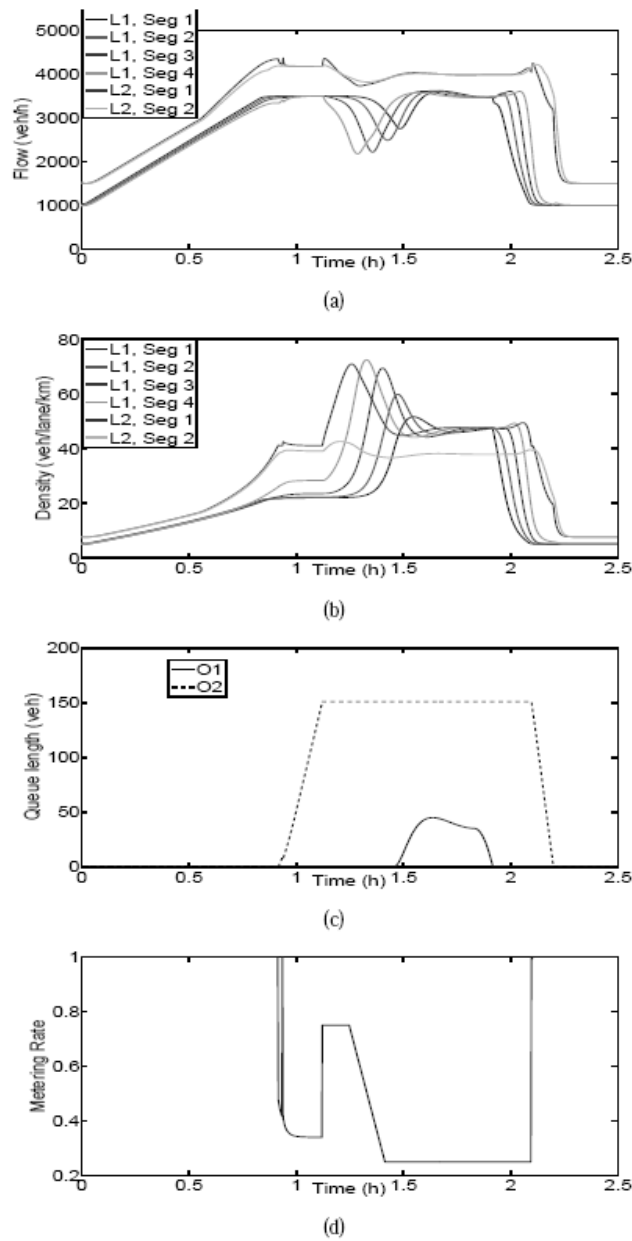 5000
4000
3000
2000
1000
0
Flow (veh/h)
L1, Seg 1
L1, Seg 2
L1, Seg 3
L1, Seg 4
L2, Seg 1
L2, Seg 2
0 0.5 1 1.5 2 2.5
Time (h)
(a)
80
60
40
20
0
Density (veh/lane/km)
L1, Seg 1
L1, Seg 2
L1, Seg 3
L1, Seg 4
L2, Seg 1
L2, Seg 2
0 0.5 1 1.5 2 2.5
Time (h)
(b)
200
150
100
50
0
Queue length (veh)
O1
O2
0 0.5 1 1.5 2 2.5
Time (h)
(c)
1
0.8
0.6
0.4
0.2
Metering Rate
0 0.5 1 1.5 2 2.5
Time (h)
(d)